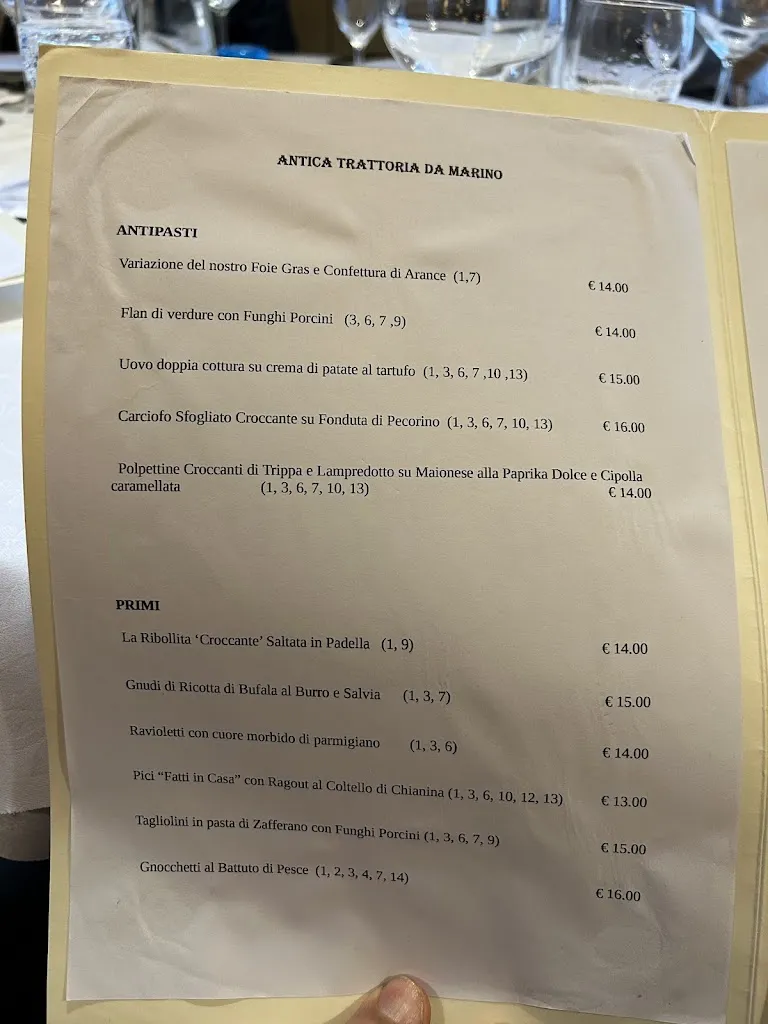 ANTICA TRATTORIA DA MARINO
ANTIPASTI
Variazione del nostro Foie Gras e Confettura di Arance (1,7) € 14.00
Flan di verdure con Funghi Porcini (3, 6, 7 ,9) € 14.00
Uovo doppia cottura su crema di patate al tartufo (1, 3, 6, 7 ,10 ,13) € 15.00
Carciofo Sfogliato Croccante su Fonduta di Pecorino (1, 3, 6, 7, 10, 13) € 16.00
Polpettine Croccanti di Trippa e Lampredotto su Maionese alla Paprika Dolce e Cipolla
caramellata (1, 3, 6, 7, 10, 13) € 14.00
PRIMI
La Ribollita ‘Croccante’ Saltata in Padella (1, 9) € 14.00
Gnudi di Ricotta di Bufala al Burro e Salvia (1, 3, 7) € 15.00
Ravioletti con cuore morbido di parmigiano (1, 3, 6) € 14.00
Pici “Fatti in Casa” con Ragout al Coltello di Chianina (1, 3, 6, 10, 12, 13) € 13.00
Tagliolini in pasta di Zafferano con Funghi Porcini (1, 3, 6, 7, 9) € 15.00
Gnocchetti al Battuto di Pesce (1, 2, 3, 4, 7, 14) € 16.00